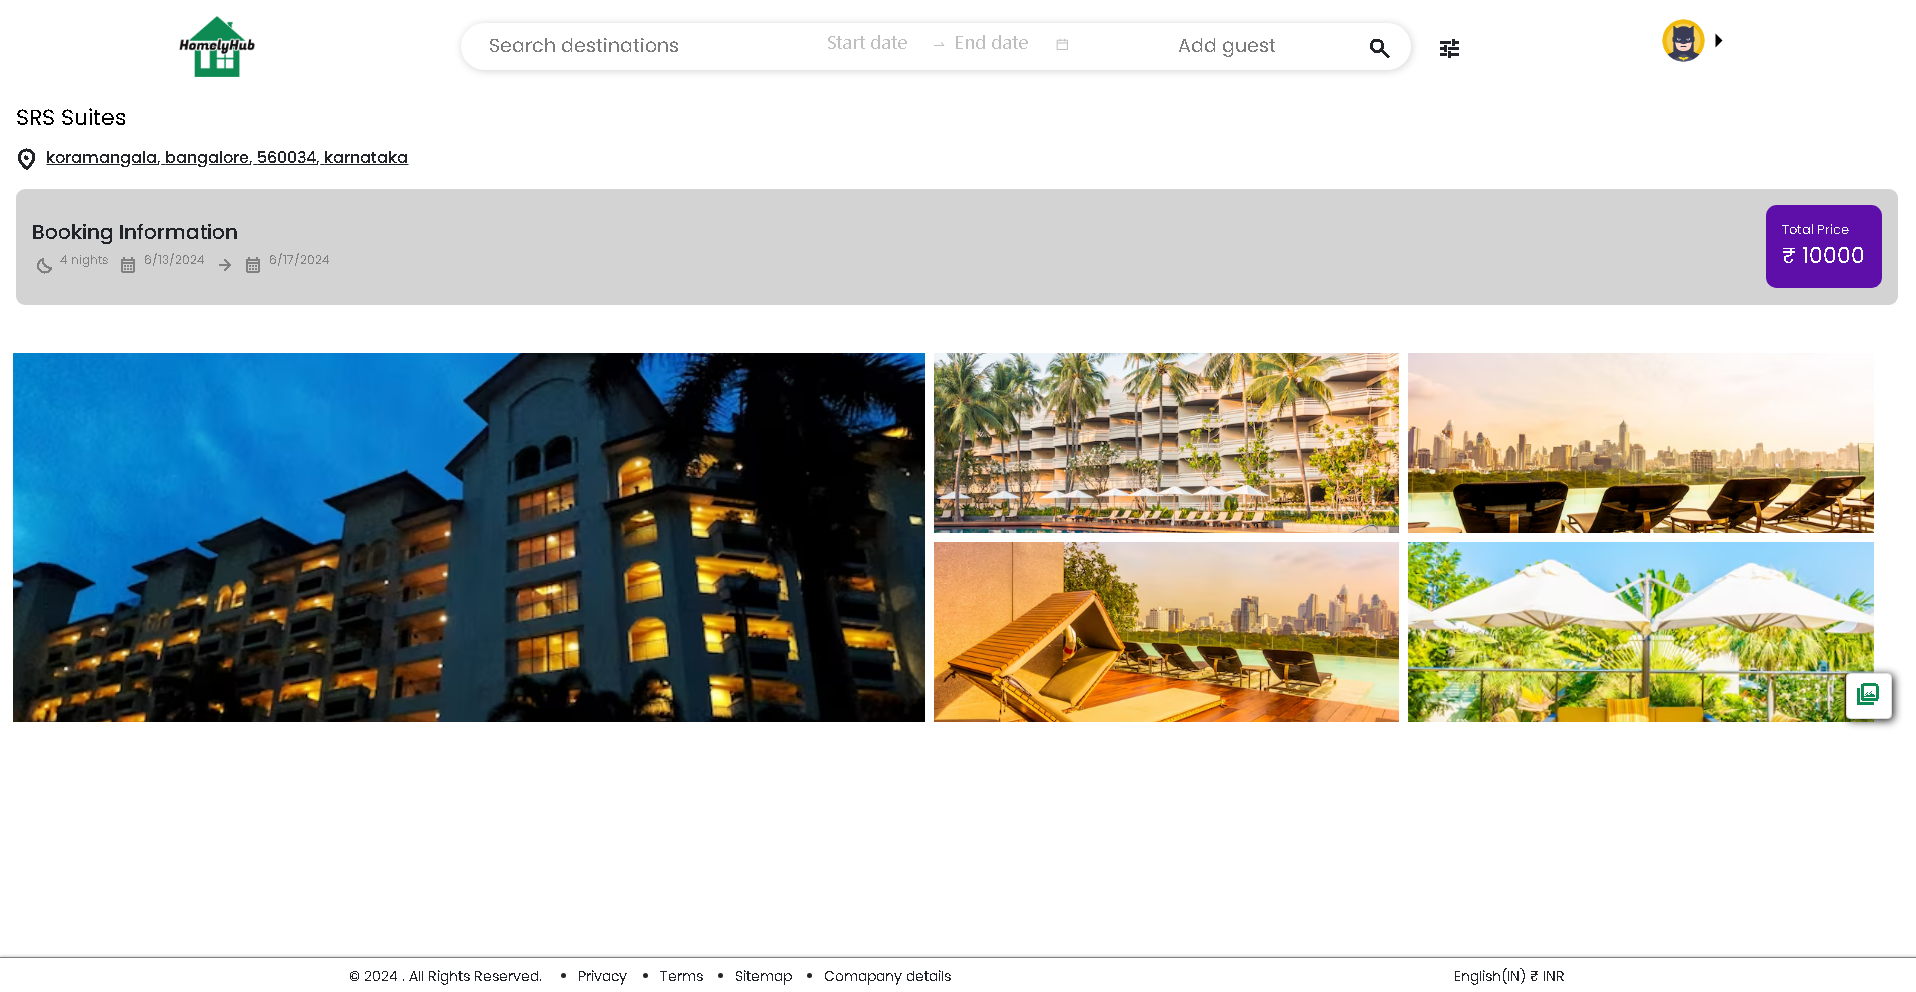 HomelyHub
Search destinations
Start date → End date
Add guest
SRS Suites
koramangala, bangalore, 560034, karnataka
Booking Information
4 nights 6/13/2024 → 6/17/2024
Total Price
₹ 10000
© 2024 . All Rights Reserved. • Privacy • Terms • Sitemap • Comapany details
English(IN) ₹ INR